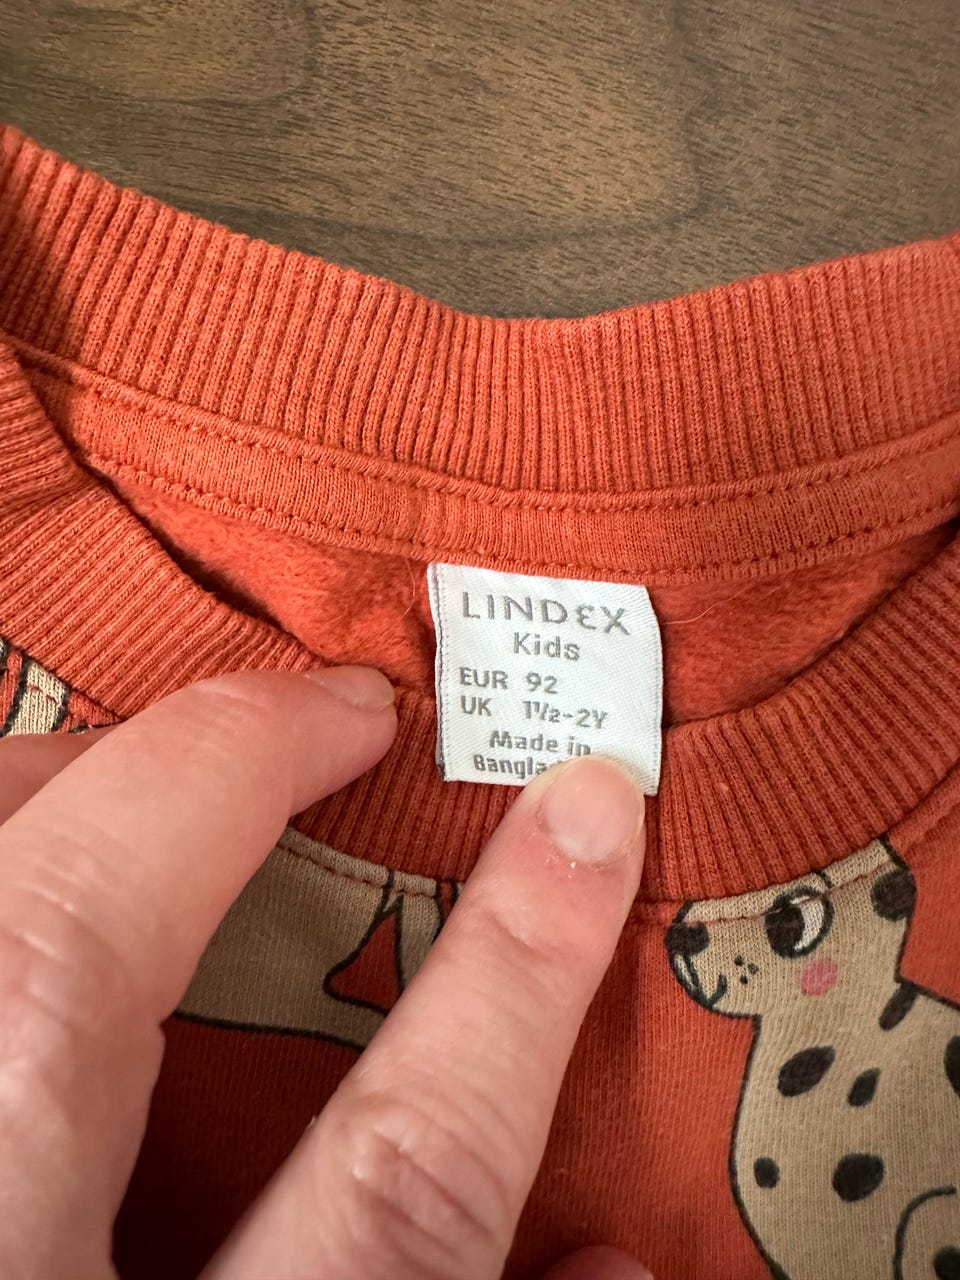 LINDEX
Kids
EUR 92
UK 1½-2Y
Made in